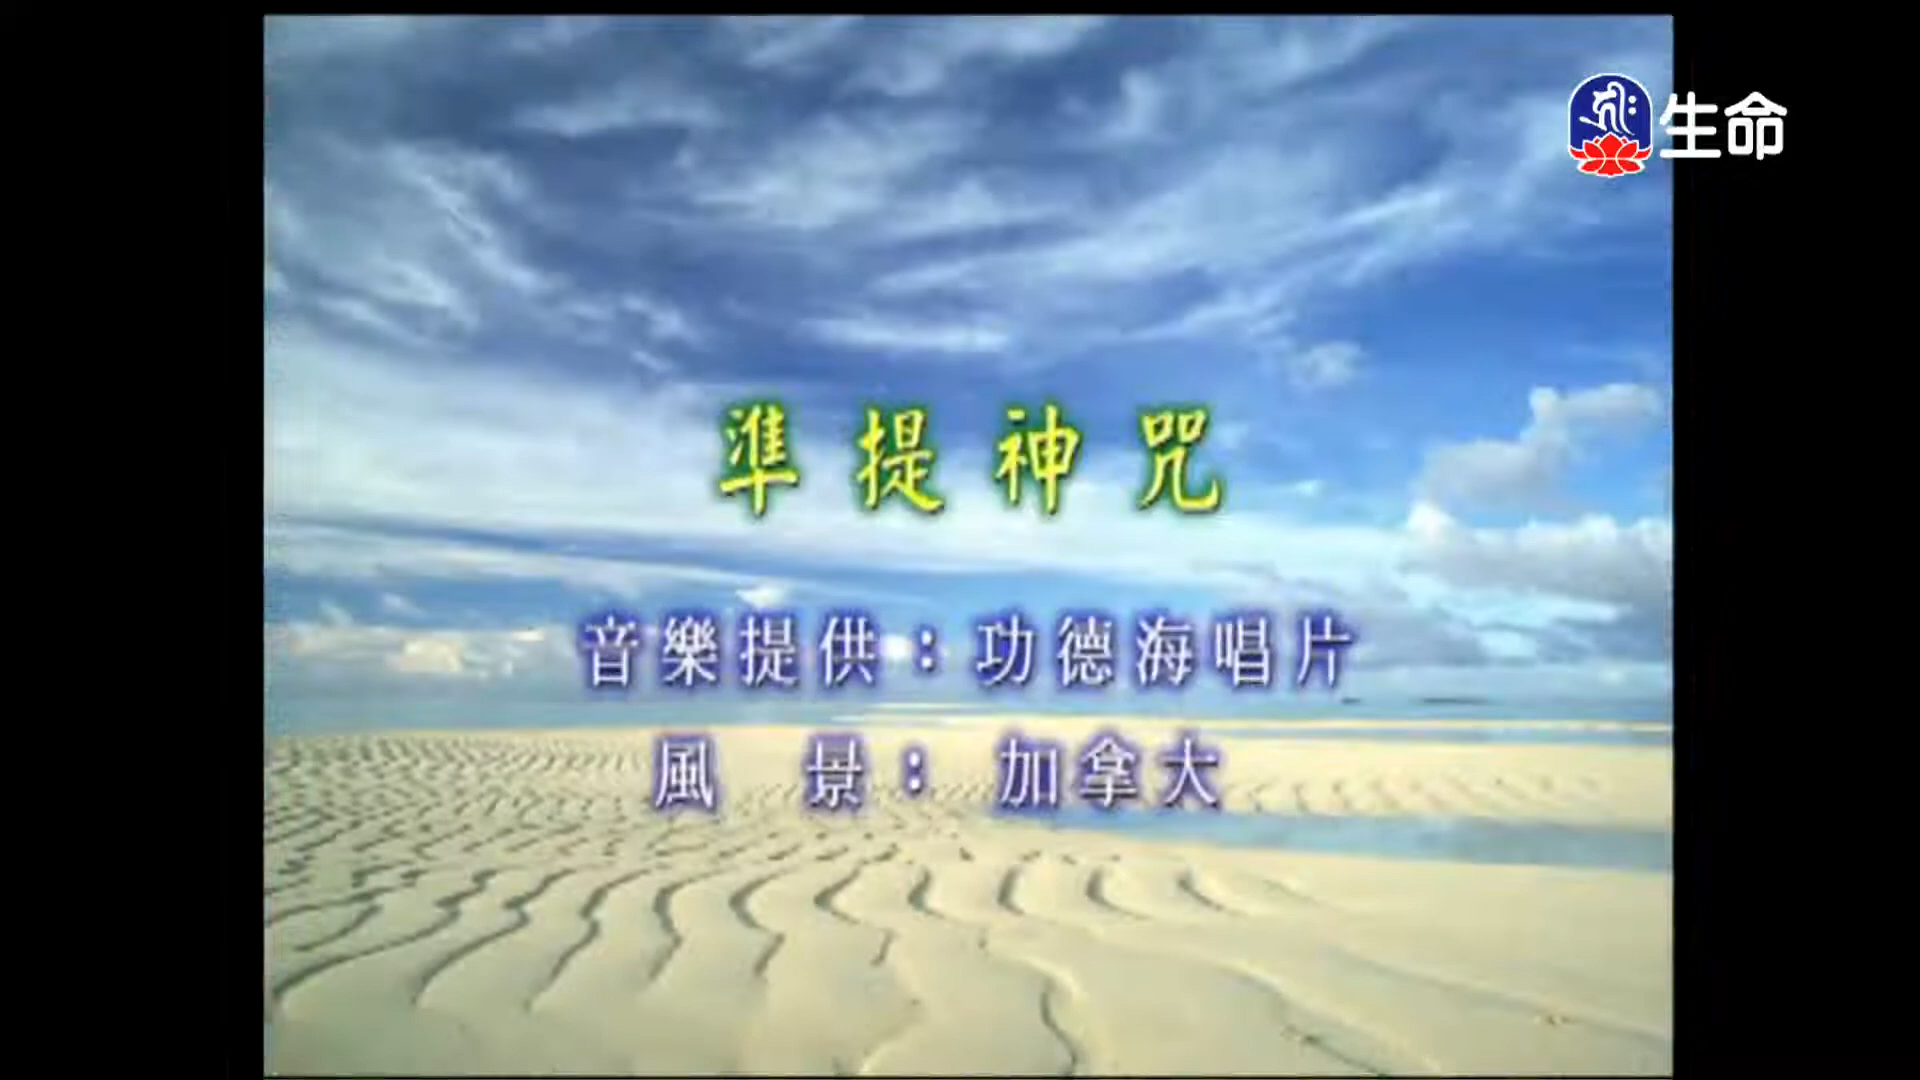 生命
準提神咒
音樂提供：功德海唱片
風　景：加拿大